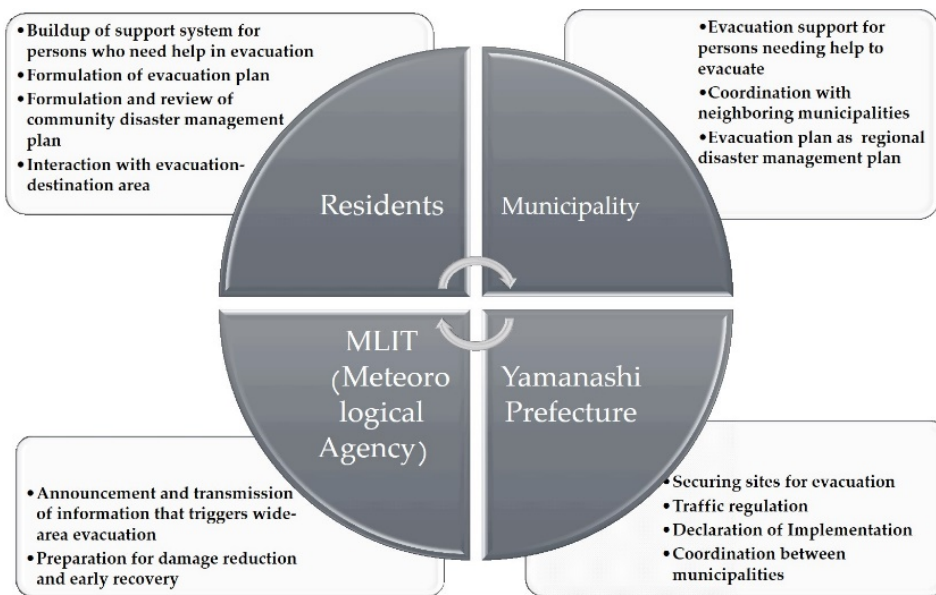 •Buildup of support system for
persons who need help in evacuation
•Formulation of evacuation plan
•Formulation and review of
community disaster management
plan
•Interaction with evacuation-
destination area
•Evacuation support for
persons needing help to
evacuate
•Coordination with
neighboring municipalities
•Evacuation plan as regional
disaster management plan
Residents
Municipality
MLIT
(Meteoro
logical
Agency)
Yamanashi
Prefecture
•Announcement and transmission
of information that triggers wide-
area evacuation
•Preparation for damage reduction
and early recovery
•Securing sites for evacuation
•Traffic regulation
•Declaration of Implementation
•Coordination between
municipalities